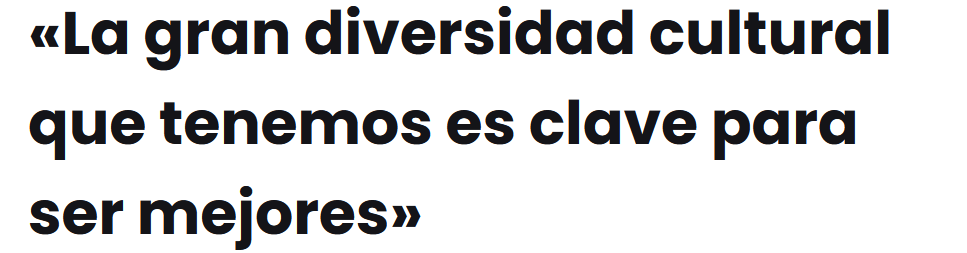 «La gran diversidad cultural
que tenemos es clave para
ser mejores»